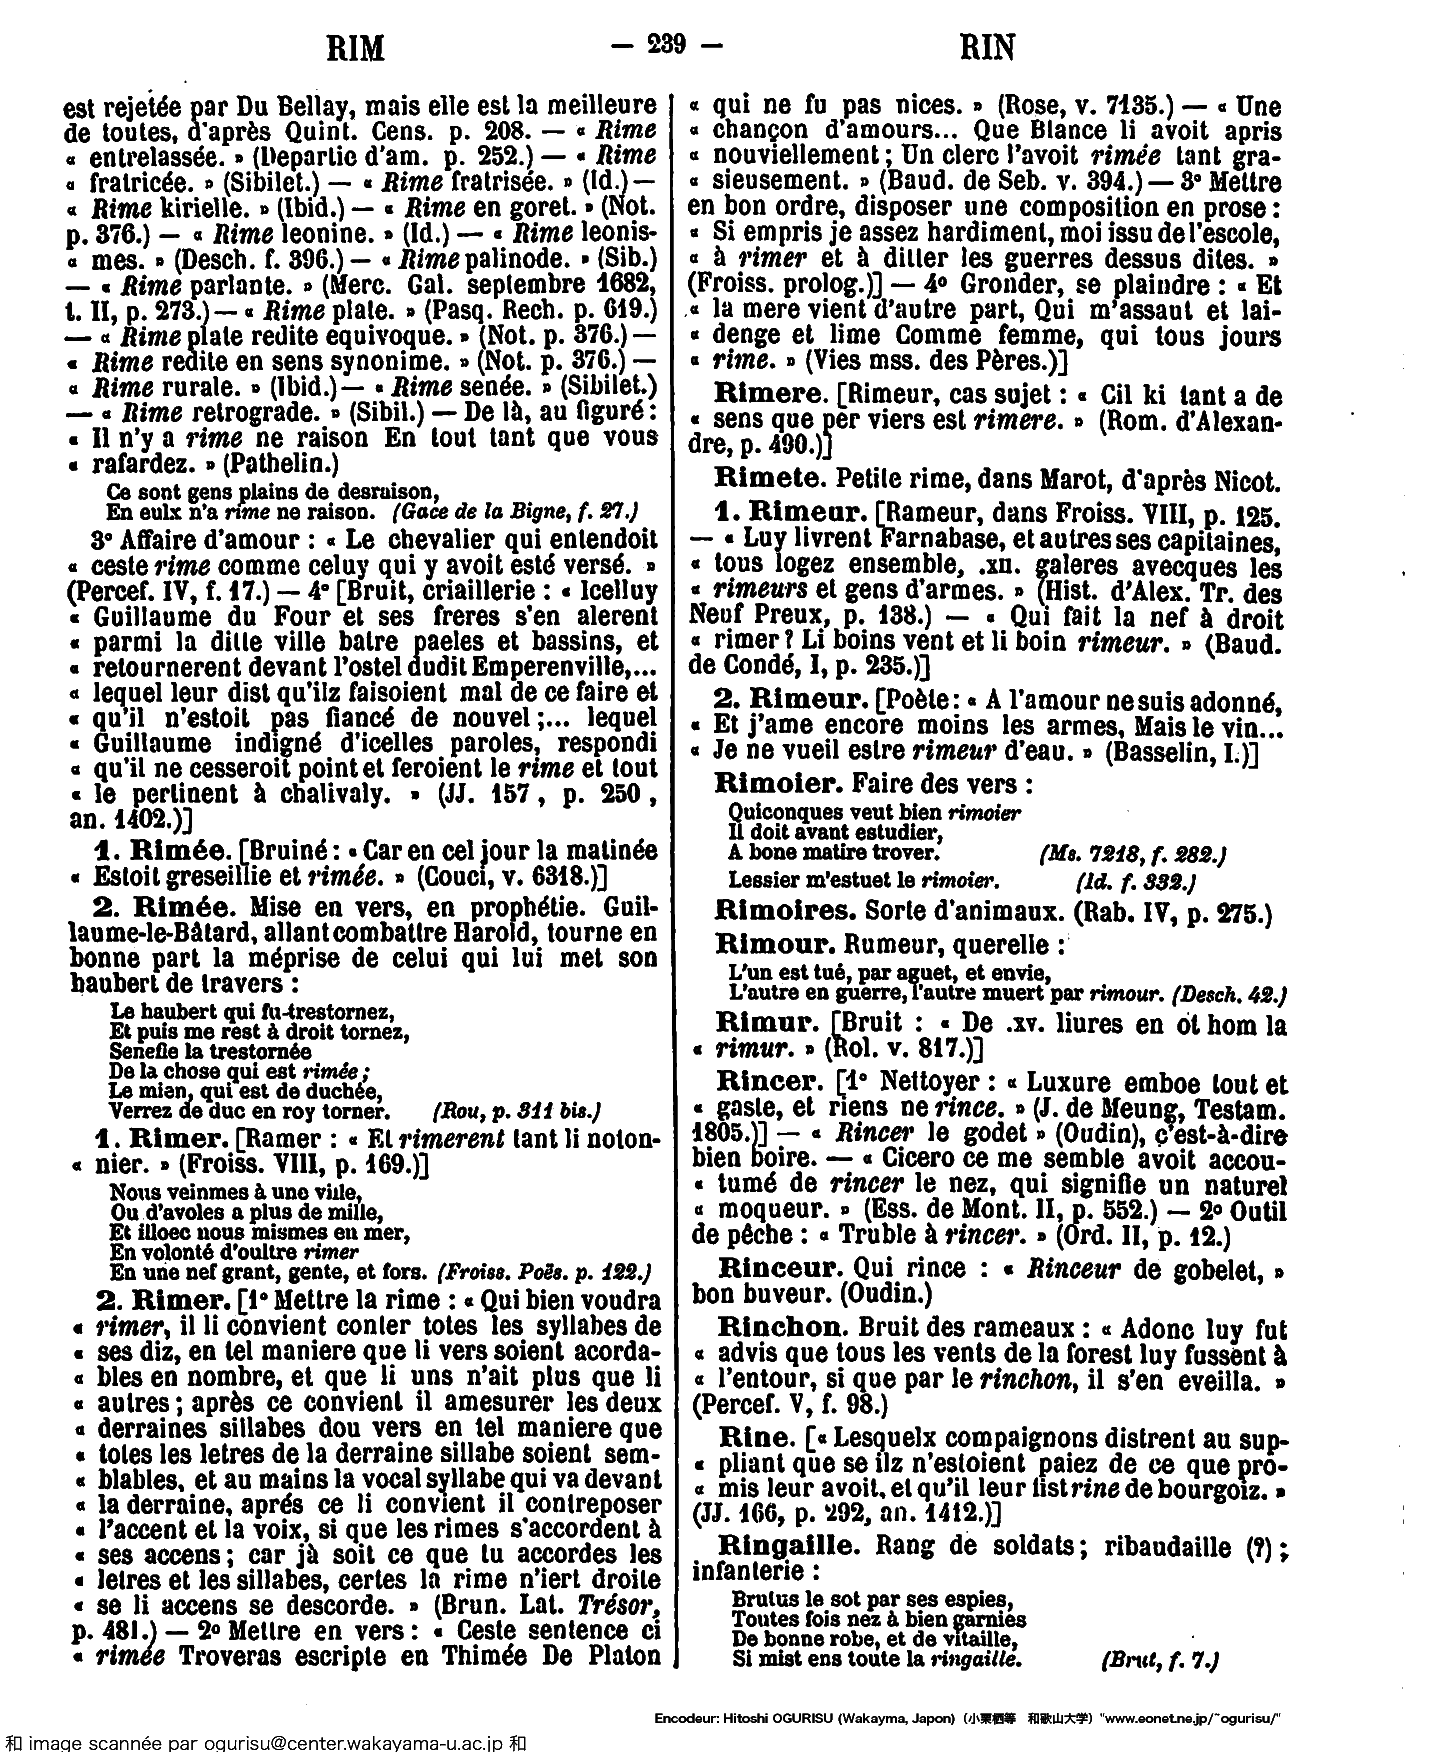 RIM — 239 — RIN
est rejetée par Du Bellay, mais elle est la meilleure
de toutes, d'après Quint. Cens. p. 208. — « Rime
« entrelassée. » (Departie d'am. p. 252.) — « Rime
« fratricée. » (Sibilet.) — « Rime fratrisée. » (Id.) —
« Rime kirielle. » (Ibid.) — « Rime en goret. » (Not.
p. 376.) — « Rime leonine. » (Id.) — « Rime leonis-
« mes. » (Desch. f. 396.) — « Rime palinode. » (Sib.)
— « Rime parlante. » (Merc. Gal. septembre 1682,
t. II, p. 273.) — « Rime plate. » (Pasq. Rech. p. 619.)
— « Rime plate redite equivoque. » (Not. p. 376.) —
« Rime redite en sens synonime. » (Not. p. 376.) —
« Rime rurale. » (Ibid.) — « Rime senée. » (Sibilet.)
— « Rime retrograde. » (Sibil.) — De là, au figuré :
« Il n'y a rime ne raison En tout tant que vous
« rafardez. » (Pathelin.)
Ce sont gens plains de desraison,
En eulx n'a rime ne raison. (Gace de la Bigne, f. 27.)
3° Affaire d'amour : « Le chevalier qui entendoit
« ceste rime comme celuy qui y avoit esté versé. »
(Percef. IV, f. 17.) — 4° [Bruit, criaillerie : « Icelluy
« Guillaume du Four et ses freres s'en alerent
« parmi la ditte ville batre paeles et bassins, et
« retournerent devant l'ostel dudit Emperenville,...
« lequel leur dist qu'ilz faisoient mal de ce faire et
« qu'il n'estoit pas fiancé de nouvel ;... lequel
« Guillaume indigné d'icelles paroles, respondi
« qu'il ne cesseroit point et feroient le rime et tout
« le pertinent à chalivaly. » (JJ. 157, p. 250,
an. 1402.)]
1. Rimée. [Bruiné : « Car en cel jour la matinée
« Estoit greseillie et rimée. » (Couci, v. 6318.)]
2. Rimée. Mise en vers, en prophétie. Guil-
laume-le-Bâtard, allant combattre Harold, tourne en
bonne part la méprise de celui qui lui met son
haubert de travers :
Le haubert qui fu-trestornez,
Et puis me rest à droit tornez,
Senefie la trestornée
De la chose qui est rimée ;
Le mien, qui est de duchée,
Verrez de duc en roy torner. (Rou, p. 311 bis.)
1. Rimer. [Ramer : « Et rimerent tant li noton-
« nier. » (Froiss. VIII, p. 169.)]
Nous veinmes à une ville,
Ou d'avoles a plus de mille,
Et illoec nous mismes en mer,
En volonté d'oultre rimer
En une nef grant, gente, et fors. (Froiss. Poës. p. 122.)
2. Rimer. [1° Mettre la rime : « Qui bien voudra
« rimer, il li convient conter totes les syllabes de
« ses diz, en tel maniere que li vers soient acorda-
« bles en nombre, et que li uns n'ait plus que li
« autres ; après ce convient il amesurer les deux
« derraines sillabes dou vers en tel maniere que
« totes les letres de la derraine sillabe soient sem-
« blables, et au mains la vocal syllabe qui va devant
« la derraine, aprés ce li convient il contreposer
« l'accent et la voix, si que les rimes s'accordent à
« ses accens ; car jà soit ce que tu accordes les
« letres et les sillabes, certes la rime n'iert droite
« se li accens se descorde. » (Brun. Lat. Trésor,
p. 481.) — 2° Mettre en vers : « Ceste sentence ci
« rimée Troveras escripte en Thimée De Platon
« qui ne fu pas nices. » (Rose, v. 7135.) — « Une
« chançon d'amours... Que Blance li avoit apris
« nouviellement ; Un clerc l'avoit rimée tant gra-
« sieusement. » (Baud. de Seb. v. 394.) — 3° Mettre
en bon ordre, disposer une composition en prose :
« Si empris je assez hardiment, moi issu de l'escole,
« à rimer et à ditter les guerres dessus dites. »
(Froiss. prolog.)] — 4° Gronder, se plaindre : « Et
« la mere vient d'autre part, Qui m'assaut et lai-
« denge et lime Comme femme, qui tous jours
« rime. » (Vies mss. des Pères.)]
Rimere. [Rimeur, cas sujet : « Cil ki tant a de
« sens que per viers est rimere. » (Rom. d'Alexan-
dre, p. 490.)]
Rimete. Petite rime, dans Marot, d'après Nicot.
1. Rimeur. [Rameur, dans Froiss. VIII, p. 125.
— « Luy livrent Farnabase, et autres ses capitaines,
« tous logez ensemble, .xII. galeres avecques les
« rimeurs et gens d'armes. » (Hist. d'Alex. Tr. des
Neuf Preux, p. 138.) — « Qui fait la nef à droit
« rimer ? Li boins vent et li boin rimeur. » (Baud.
de Condé, I, p. 235.)]
2. Rimeur. [Poète : « A l'amour ne suis adonné,
« Et j'ame encore moins les armes, Mais le vin...
« Je ne vueil estre rimeur d'eau. » (Basselin, I.)]
Rimoier. Faire des vers :
Quiconques veut bien rimoier
Il doit avant estudier,
A bone matire trover. (Ms. 7218, f. 282.)
Lessier m'estuet le rimoier. (Id. f. 332.)
Rimoires. Sorte d'animaux. (Rab. IV, p. 275.)
Rimour. Rumeur, querelle :
L'un est tué, par aguet, et envie,
L'autre en guerre, l'autre muert par rimour. (Desch. 42.)
Rimur. [Bruit : « De .xv. liures en ot hom la
« rimur. » (Rol. v. 817.)]
Rincer. [1° Nettoyer : « Luxure emboe tout et
« gaste, et riens ne rince. » (J. de Meung, Testam.
1805.)] — « Rincer le godet » (Oudin), c'est-à-dire
bien boire. — « Cicero ce me semble avoit accou-
« tumé de rincer le nez, qui signifie un naturel
« moqueur. » (Ess. de Mont. II, p. 552.) — 2° Outil
de pêche : « Truble à rincer. » (Ord. II, p. 12.)
Rinceur. Qui rince : « Rinceur de gobelet, »
bon buveur. (Oudin.)
Rinchon. Bruit des rameaux : « Adonc luy fut
« advis que tous les vents de la forest luy fussent à
« l'entour, si que par le rinchon, il s'en eveilla. »
(Percef. V, f. 98.)
Rine. [« Lesquelx compaignons distrent au sup-
« pliant que se ilz n'estoient paiez de ce que pro-
« mis leur avoit, et qu'il leur fist rine de bourgoiz. »
(JJ. 166, p. 292, an. 1412.)]
Ringaille. Rang de soldats ; ribaudaille (?) ;
infanterie :
Brutus le sot par ses espies,
Toutes fois nez à bien garnies
De bonne robe, et de vitaille,
Si mist ens toute la ringaille. (Brut, f. 7.)
Encodeur: Hitoshi OGURISU (Wakayma, Japon) (小栗栖等 和歌山大学) "www.eonet.ne.jp/~ogurisu/"
和 image scannée par ogurisu@center.wakayama-u.ac.jp 和